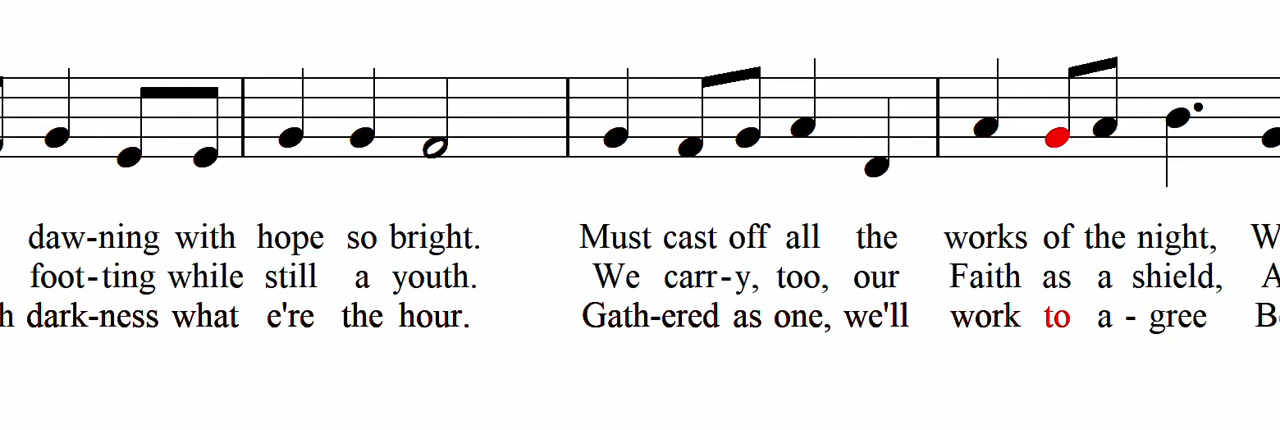 daw-ning with hope so bright. Must cast off all the works of the night, W
foot-ting while still a youth. We carr-y, too, our Faith as a shield, A
h dark-ness what e're the hour. Gath-ered as one, we'll work to a - gree B